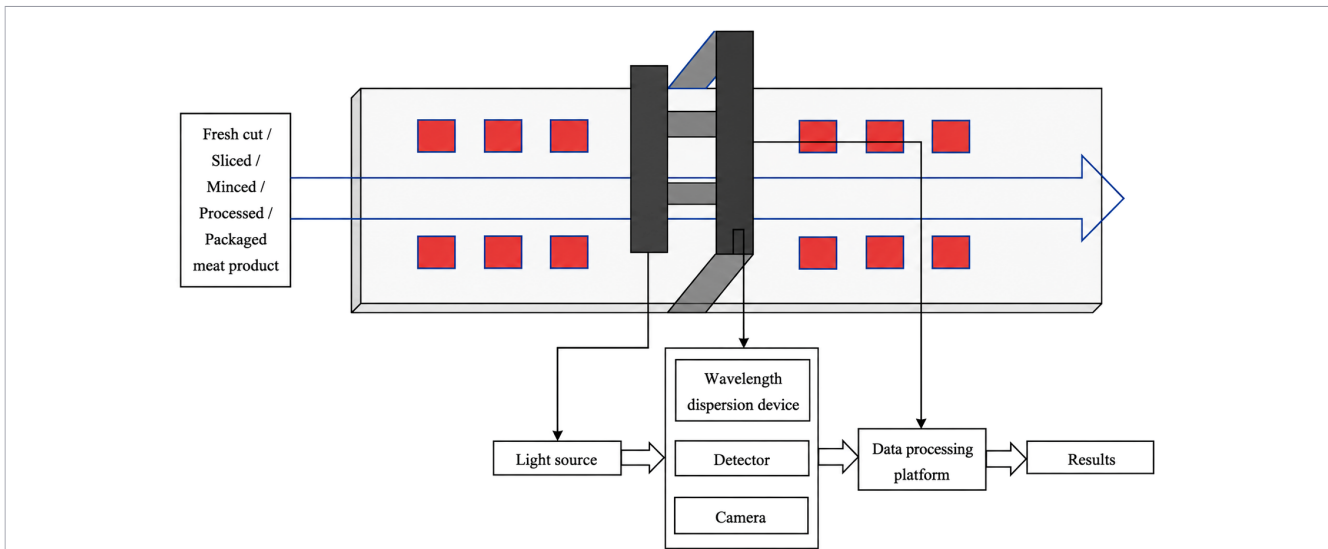 Fresh cut /
Sliced /
Minced /
Processed /
Packaged
meat product
Light source
Wavelength
dispersion device
Detector
Camera
Data processing
platform
Results